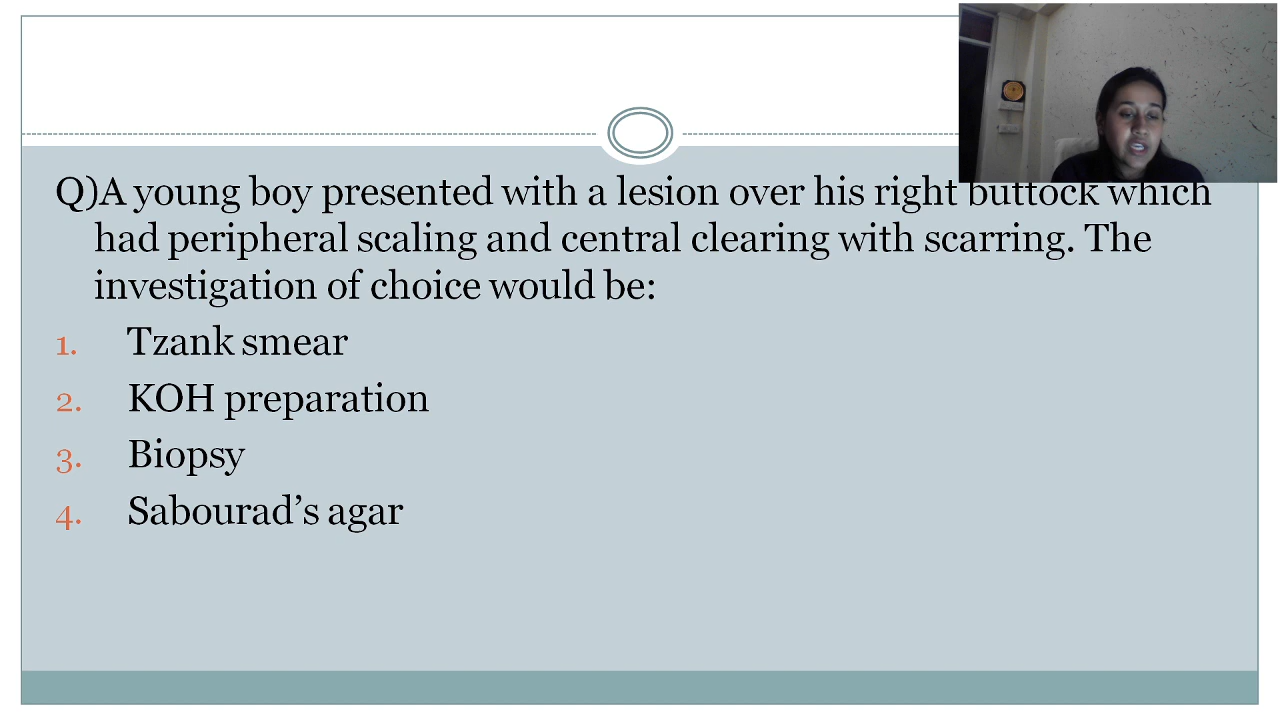 Q)A young boy presented with a lesion over his right buttock which
had peripheral scaling and central clearing with scarring. The
investigation of choice would be:
1. Tzank smear
2. KOH preparation
3. Biopsy
4. Sabourad's agar